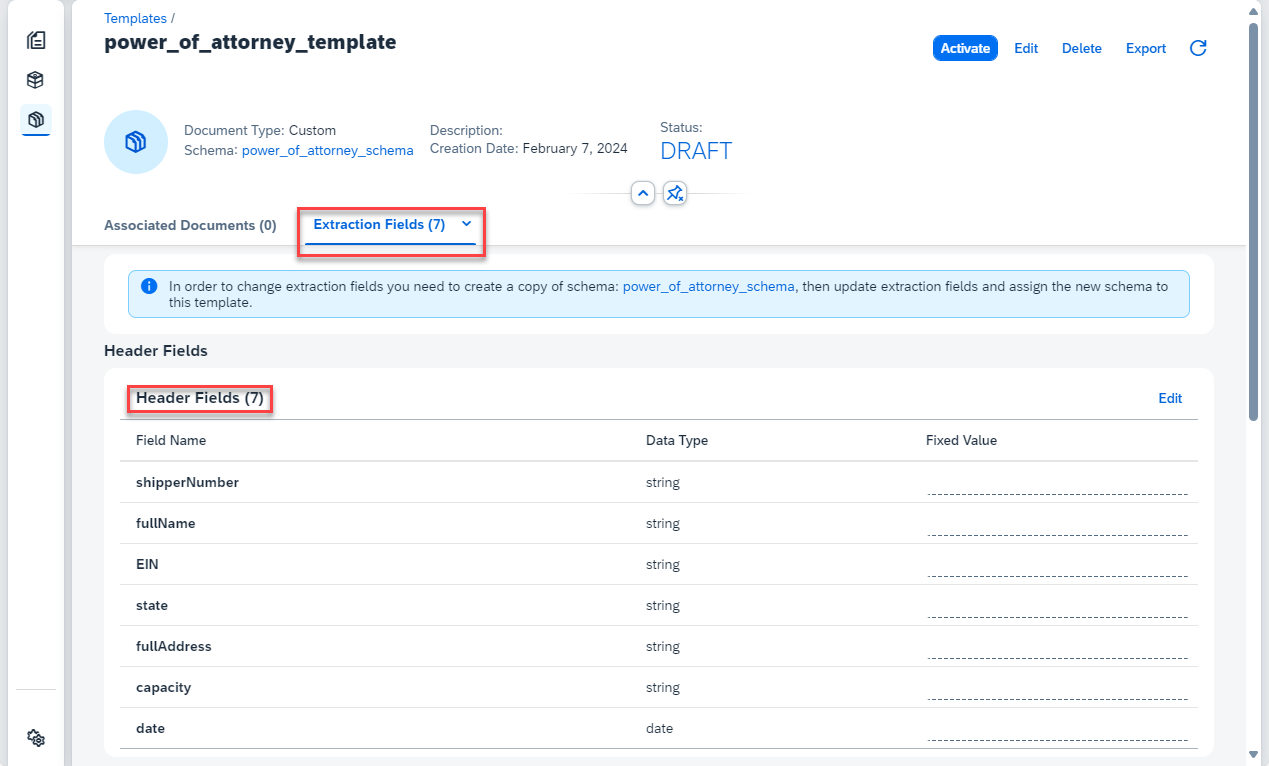 Templates /
power_of_attorney_template
Activate Edit Delete Export
Document Type: Custom
Schema: power_of_attorney_schema
Description:
Creation Date: February 7, 2024
Status:
DRAFT
Associated Documents (0) Extraction Fields (7)
In order to change extraction fields you need to create a copy of schema: power_of_attorney_schema, then update extraction fields and assign the new schema to
this template.
Header Fields
Header Fields (7) Edit
Field Name Data Type Fixed Value
shipperNumber string
fullName string
EIN string
state string
fullAddress string
capacity string
date date